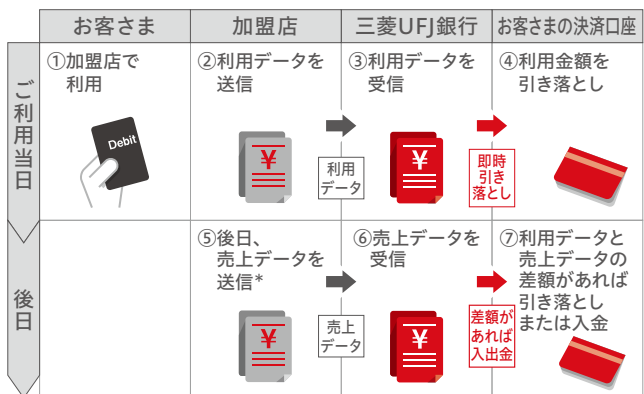 お客さま
加盟店
三菱UFJ銀行
お客さまの決済口座
ご利用当日
①加盟店で
利用
Debit
②利用データを
送信
¥
利用
データ
③利用データを
受信
¥
即時
引き
落とし
④利用金額を
引き落とし
後日
⑤後日、
売上データを
送信*
¥
売上
データ
⑥売上データを
受信
¥
差額が
あれば
入出金
⑦利用データと
売上データの
差額があれば
引き落とし
または入金